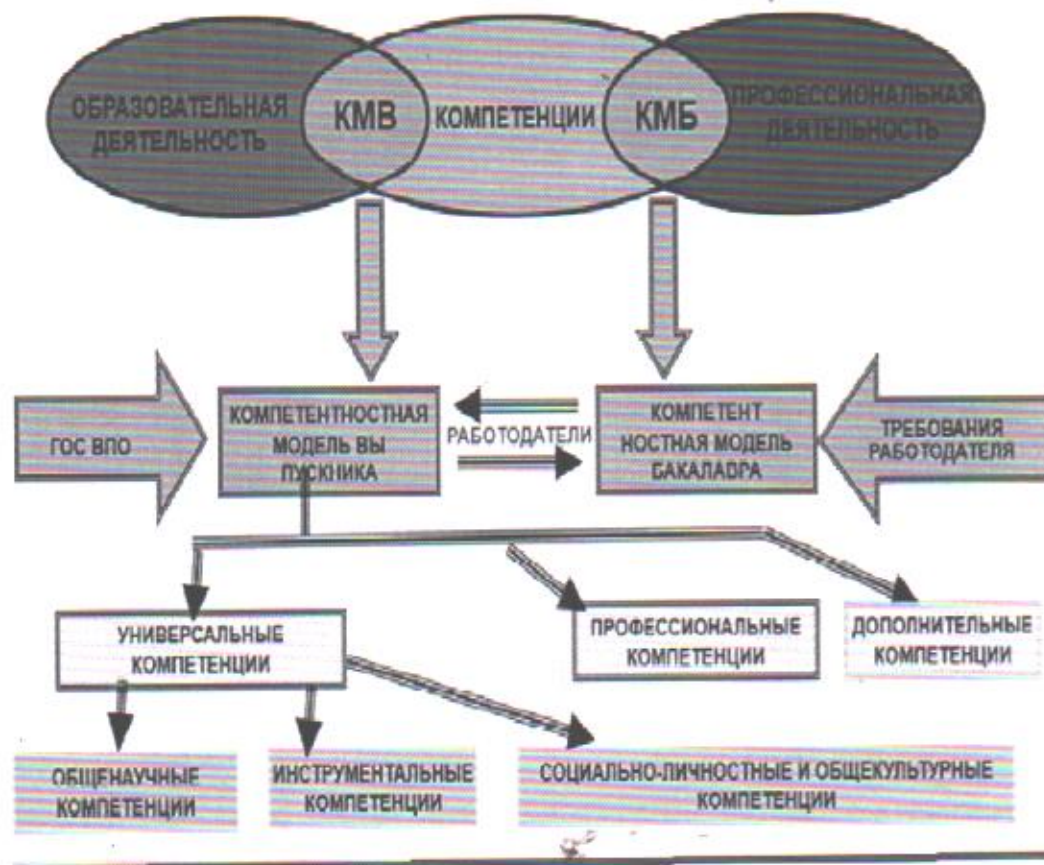 ОБРАЗОВАТЕЛЬНАЯ
ДЕЯТЕЛЬНОСТЬ
КМВ
КОМПЕТЕНЦИИ
КМБ
ПРОФЕССИОНАЛЬНАЯ
ДЕЯТЕЛЬНОСТЬ
ГОС ВПО
КОМПЕТЕНТНОСТНАЯ
МОДЕЛЬ ВЫ
ПУСКНИКА
РАБОТОДАТЕЛИ
КОМПЕТЕНТ
НОСТНАЯ МОДЕЛЬ
БАКАЛАВРА
ТРЕБОВАНИЯ
РАБОТОДАТЕЛЯ
УНИВЕРСАЛЬНЫЕ
КОМПЕТЕНЦИИ
ПРОФЕССИОНАЛЬНЫЕ
КОМПЕТЕНЦИИ
ДОПОЛНИТЕЛЬНЫЕ
КОМПЕТЕНЦИИ
ОБЩЕНАУЧНЫЕ
КОМПЕТЕНЦИИ
ИНСТРУМЕНТАЛЬНЫЕ
КОМПЕТЕНЦИИ
СОЦИАЛЬНО-ЛИЧНОСТНЫЕ И ОБЩЕКУЛЬТУРНЫЕ
КОМПЕТЕНЦИИ